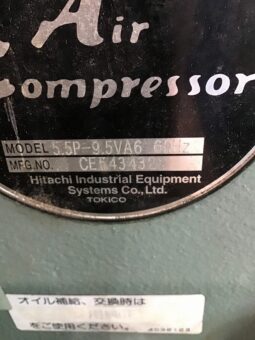 Air
compressor
MODEL 5.5P-9.5VA6 60Hz
MFG.NO.
Hitachi Industrial Equipment
Systems Co., Ltd.
TOKICO
オイル補給、交換時は
をご使用ください。